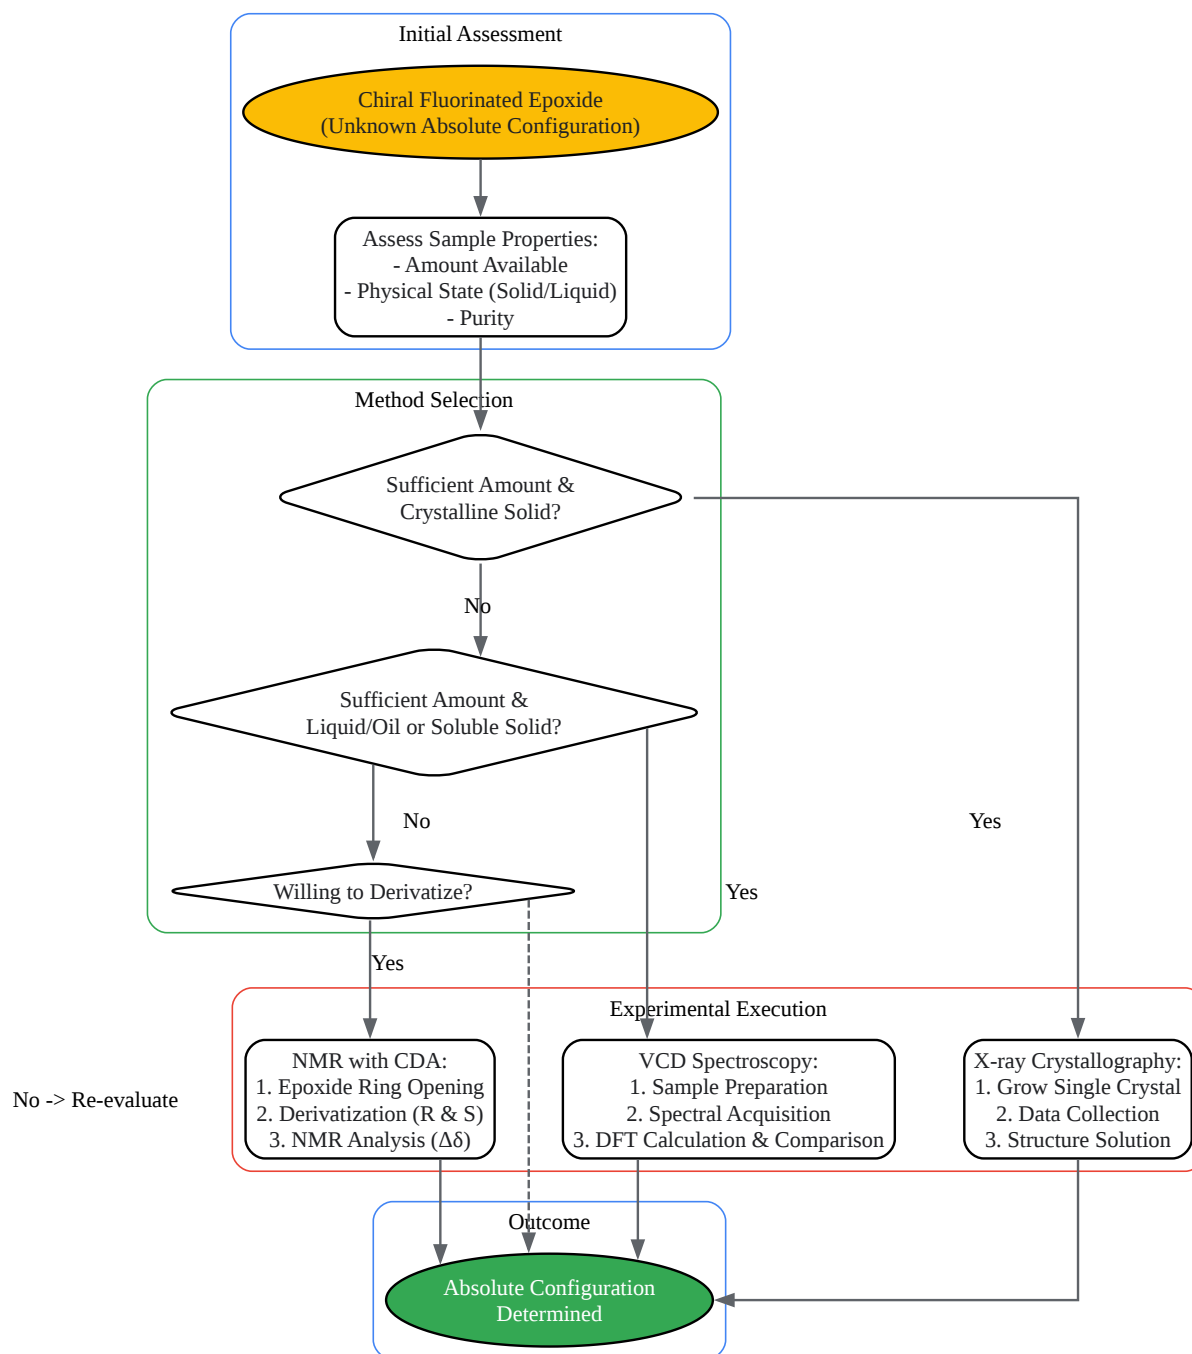 Initial Assessment
Chiral Fluorinated Epoxide
(Unknown Absolute Configuration)
Assess Sample Properties:
- Amount Available
- Physical State (Solid/Liquid)
- Purity
Method Selection
Sufficient Amount &
Crystalline Solid?
No
Sufficient Amount &
Liquid/Oil or Soluble Solid?
No
Yes
Willing to Derivatize?
Yes
Yes
Experimental Execution
NMR with CDA:
1. Epoxide Ring Opening
2. Derivatization (R & S)
3. NMR Analysis (Δδ)
VCD Spectroscopy:
1. Sample Preparation
2. Spectral Acquisition
3. DFT Calculation & Comparison
X-ray Crystallography:
1. Grow Single Crystal
2. Data Collection
3. Structure Solution
No -> Re-evaluate
Outcome
Absolute Configuration
Determined